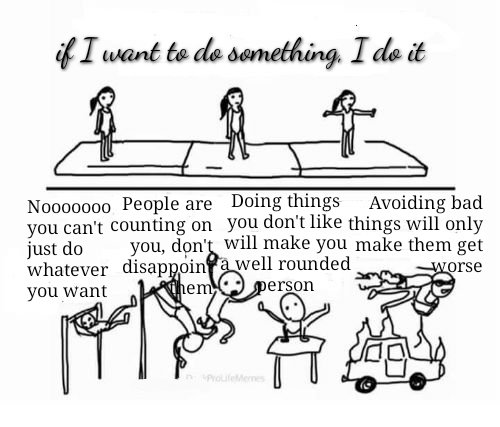 if I want to do something, I do it
Nooooooo
you can't
just do
whatever
you want
People are
counting on
you, don't
disappoint
them
Doing things
you don't like
will make you
a well rounded
person
Avoiding bad
things will only
make them get
worse
ProLifeMemes